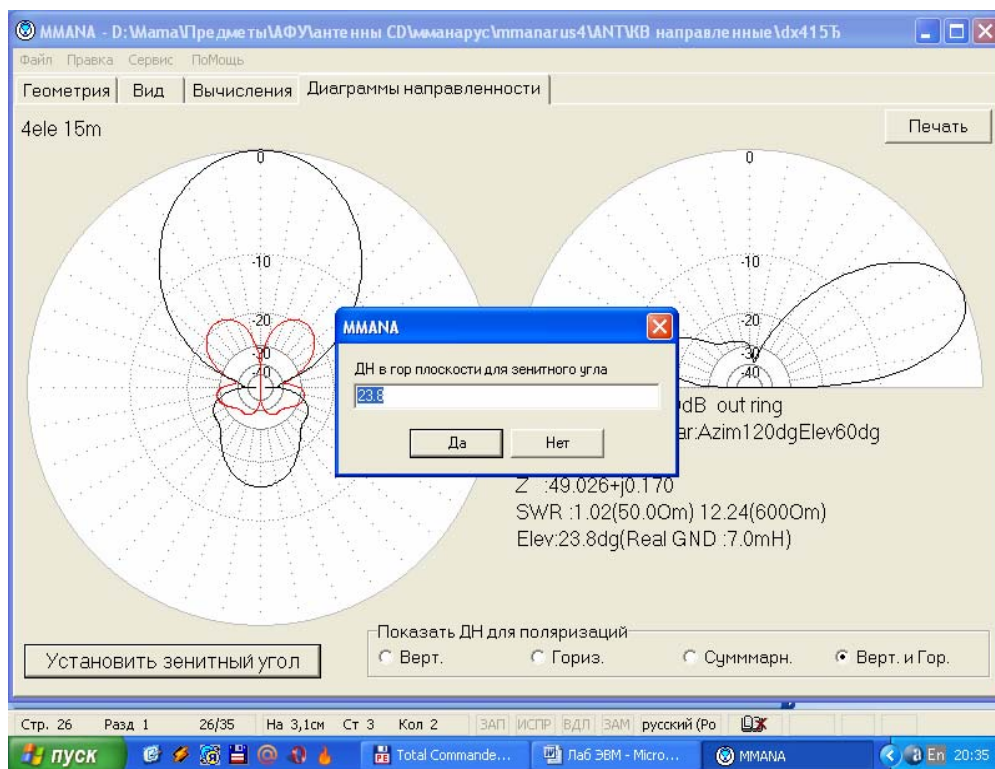 MMANA - D:\Mama\Предметы\АФУ\антенны CD\мманарус\mmanarus4\ANT\КВ направленные\dx415Ъ
Файл Правка Сервис ПоМощь
Геометрия Вид Вычисления Диаграммы направленности
4ele 15m
Печать
0
-10
-20
-30
-40
0
-10
-20
-30
-40
MMANA
ДН в гор плоскости для зенитного угла
23.8
Да Нет
dB out ring
ar:Azim120dgElev60dg
Z :49.026+j0.170
SWR :1.02(50.0Om) 12.24(600Om)
Elev:23.8dg(Real GND :7.0mH)
Установить зенитный угол
Показать ДН для поляризаций
Верт. Гориз. Сумммарн. Верт. и Гор.
Стр. 26 Разд 1 26/35 На 3,1см Ст 3 Кол 2 ЗАП ИСПР ВДЛ ЗАМ русский (Ро
пуск Total Commande... Лаб ЭВМ - Micro... MMANA En 20:35